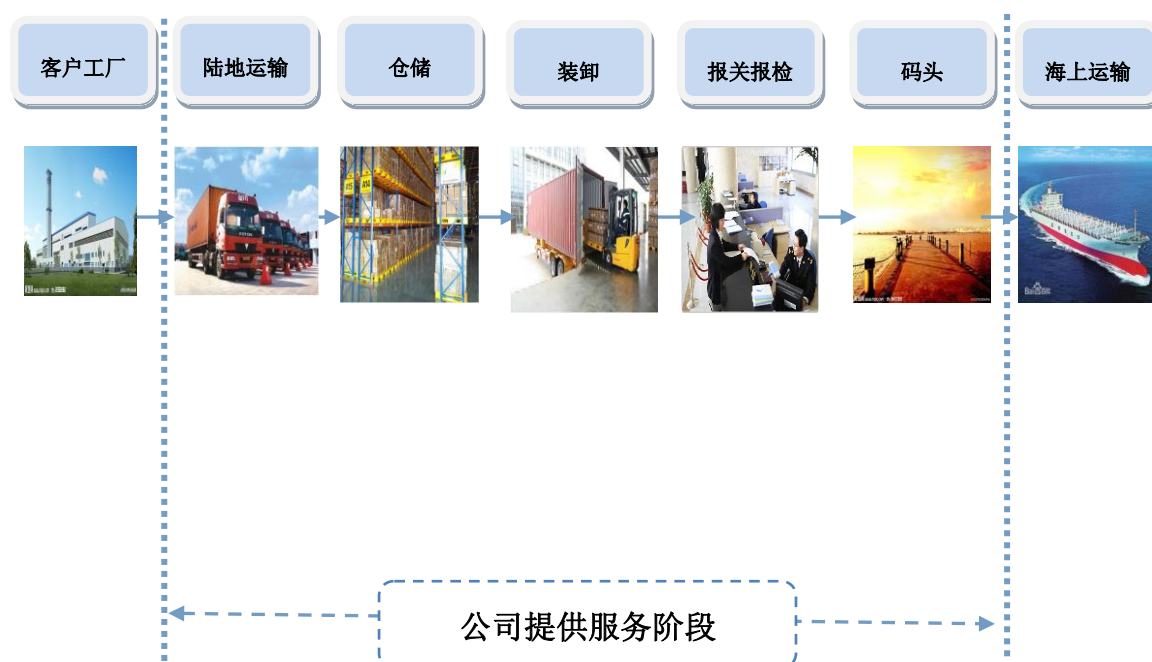 客户工厂
陆地运输
仓储
装卸
报关报检
码头
海上运输
公司提供服务阶段